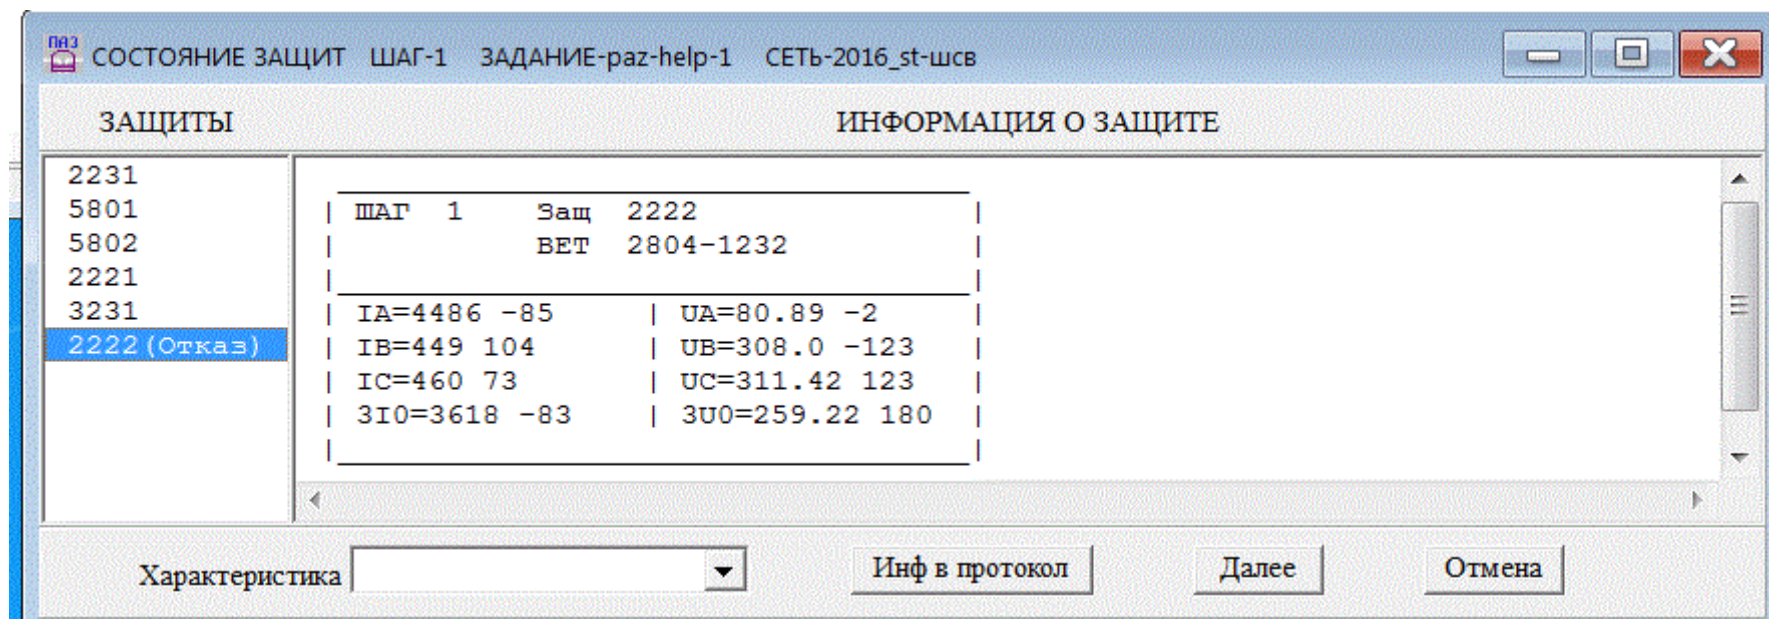 ПАЗ СОСТОЯНИЕ ЗАЩИТ ШАГ-1 ЗАДАНИЕ-paz-help-1 СЕТЬ-2016_st-шсв
ЗАЩИТЫ ИНФОРМАЦИЯ О ЗАЩИТЕ
2231
5801
5802
2221
3231
2222(Отказ)
ШАГ 1 Защ 2222
ВЕТ 2804-1232
IA=4486 -85 | UA=80.89 -2
IB=449 104 | UB=308.0 -123
IC=460 73 | UC=311.42 123
3I0=3618 -83 | 3U0=259.22 180
Характеристика Инф в протокол Далее Отмена